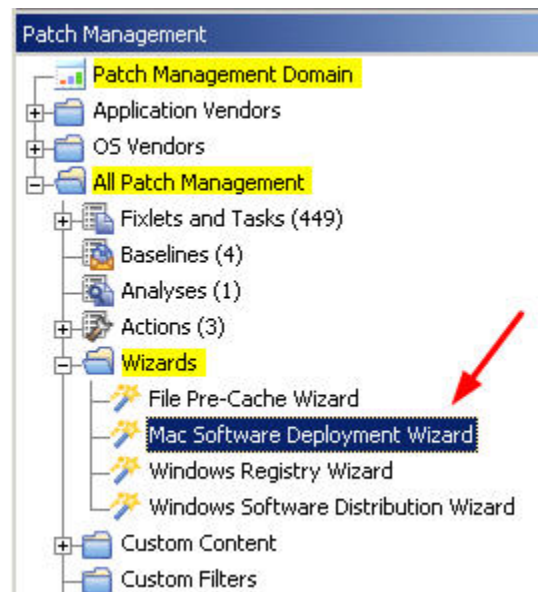 Patch Management
Patch Management Domain
Application Vendors
OS Vendors
All Patch Management
Fixlets and Tasks (449)
Baselines (4)
Analyses (1)
Actions (3)
Wizards
File Pre-Cache Wizard
Mac Software Deployment Wizard
Windows Registry Wizard
Windows Software Distribution Wizard
Custom Content
Custom Filters